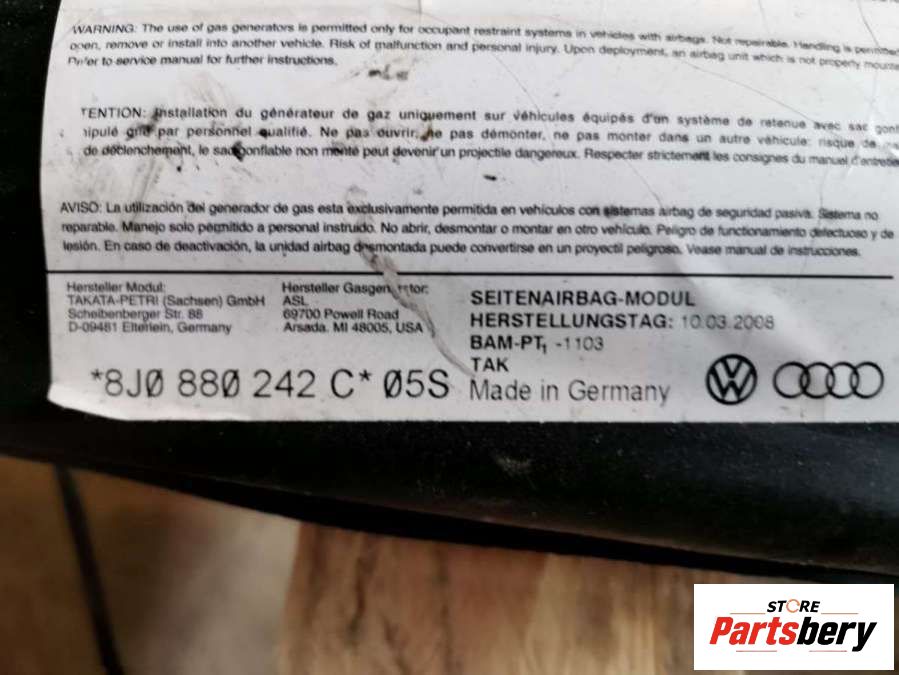 WARNING: The use of gas generators is permitted only for occupant restraint systems in vehicles with airbags. Not repairable. Handling is permitted
open, remove or install into another vehicle. Risk of malfunction and personal injury. Upon deployment, an airbag unit which is not properly mounte
Refer to service manual for further instructions.
TENTION: Installation du générateur de gaz uniquement sur véhicules équipés d'un système de retenue avec sac gonf
nipulé que par personnel qualifié. Ne pas ouvrir, ne pas démonter, ne pas monter dans un autre véhicule: risque de
de déblenchement, le sac gonflable non menté peut devenir un projectile dangereux. Respecter strictement les consignes du manuel d'entretie
AVISO: La utilización del generador de gas esta exclusivamente permitida en vehículos con sistemas airbag de seguridad pasiva. Sistema no
reparable. Manejo solo permitido a personal instruido. No abrir, desmontar o montar en otro vehículo. Peligro de funcionamiento defectuoso y de
lesión. En caso de deactivación, la unidad airbag desmontada puede convertirse en un proyectil peligroso. Vease manual de instrucciones.
Hersteller Modul:
TAKATA-PETRI (Sachsen) GmbH
Scheibenberger Str. 88
D-09481 Elterlein, Germany
Hersteller Gasgen rator:
ASL
69700 Powell Road
Arsada. MI 48005, USA
SEITENAIRBAG-MODUL
HERSTELLUNGSTAG: 10.03.2008
BAM-PT1 -1103
TAK
Made in Germany
*8J0 880 242 C* 05S
STORE
Partsbery